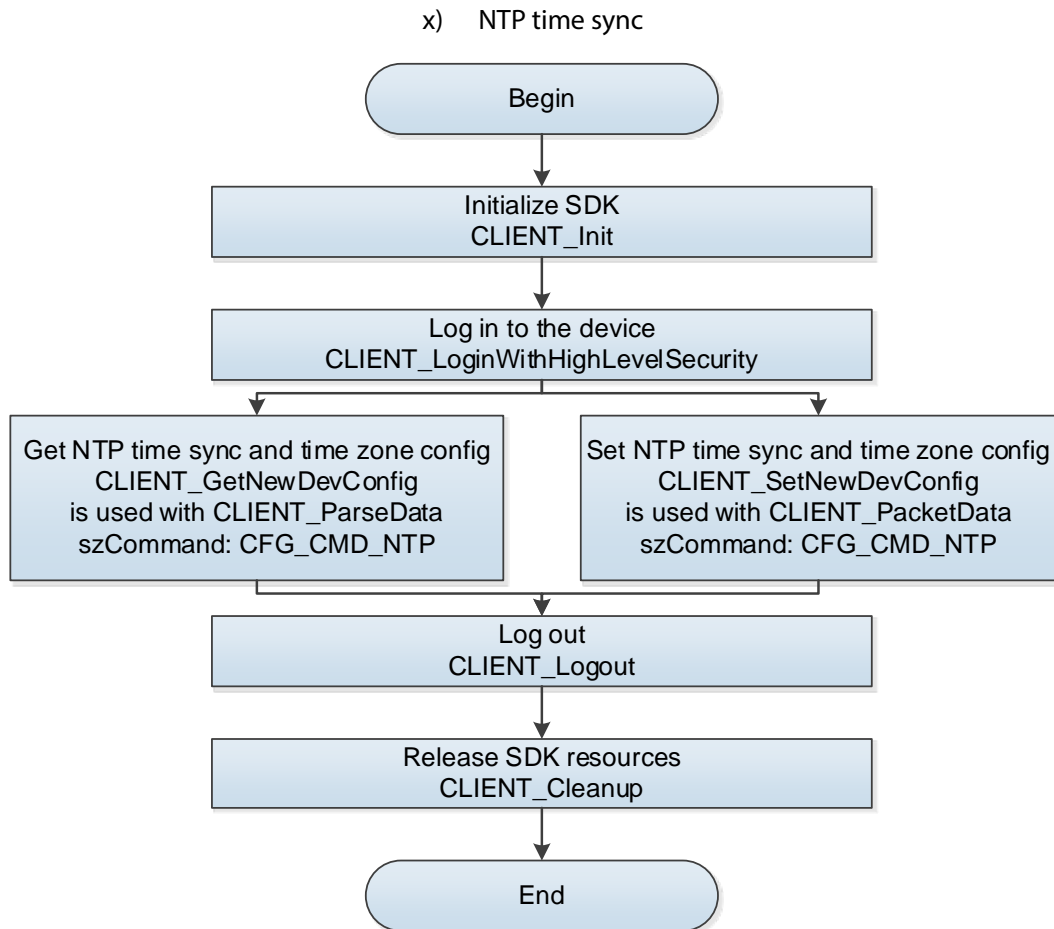 x) NTP time sync
Begin
Initialize SDK
CLIENT_Init
Log in to the device
CLIENT_LoginWithHighLevelSecurity
Get NTP time sync and time zone config
CLIENT_GetNewDevConfig
is used with CLIENT_ParseData
szCommand: CFG_CMD_NTP
Set NTP time sync and time zone config
CLIENT_SetNewDevConfig
is used with CLIENT_PacketData
szCommand: CFG_CMD_NTP
Log out
CLIENT_Logout
Release SDK resources
CLIENT_Cleanup
End